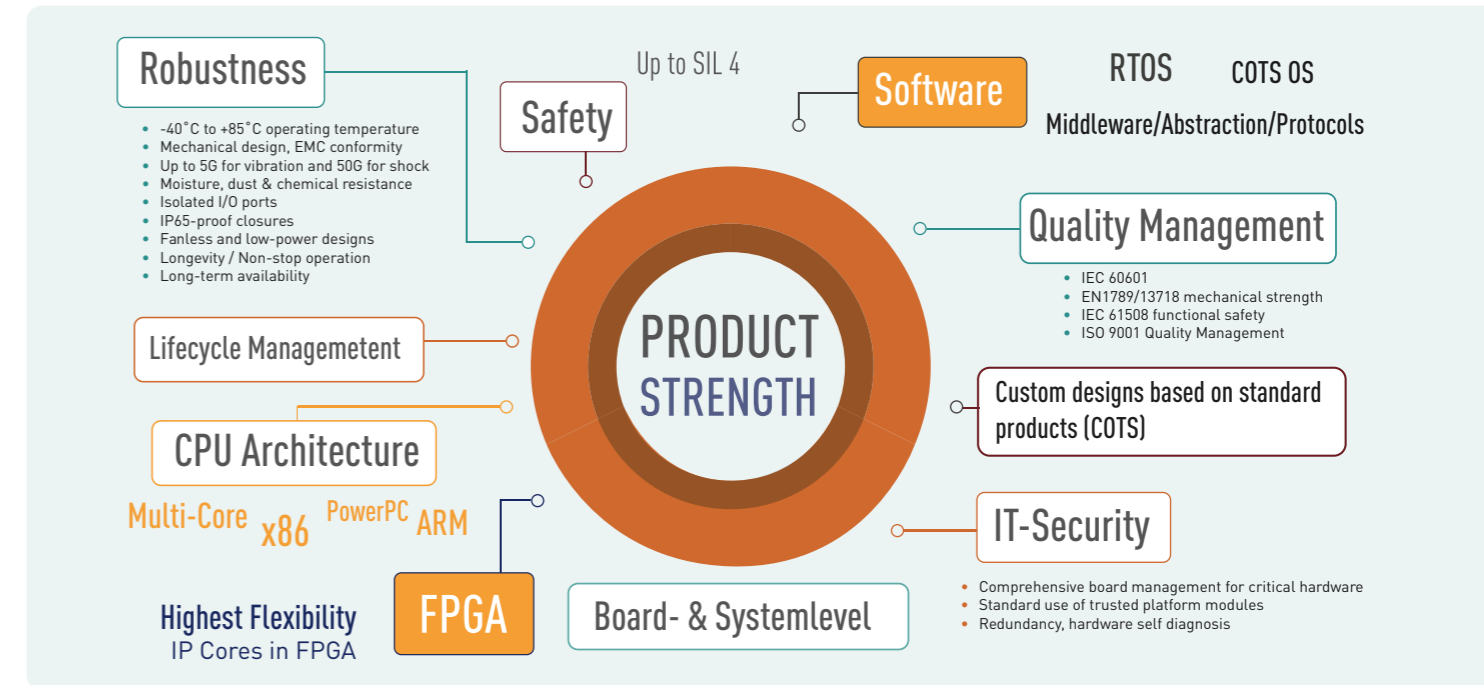 Robustness
-40°C to +85°C operating temperature
Mechanical design, EMC conformity
Up to 5G for vibration and 50G for shock
Moisture, dust & chemical resistance
Isolated I/O ports
IP65-proof closures
Fanless and low-power designs
Longevity / Non-stop operation
Long-term availability
Safety
Up to SIL 4
Software
RTOS
COTS OS
Middleware/Abstraction/Protocols
Quality Management
IEC 60601
EN1789/13718 mechanical strength
IEC 61508 functional safety
ISO 9001 Quality Management
Lifecycle Managemetent
PRODUCT
STRENGTH
Custom designs based on standard
products (COTS)
CPU Architecture
Multi-Core
x86
PowerPC
ARM
IT-Security
Comprehensive board management for critical hardware
Standard use of trusted platform modules
Redundancy, hardware self diagnosis
Highest Flexibility
IP Cores in FPGA
FPGA
Board- & Systemlevel